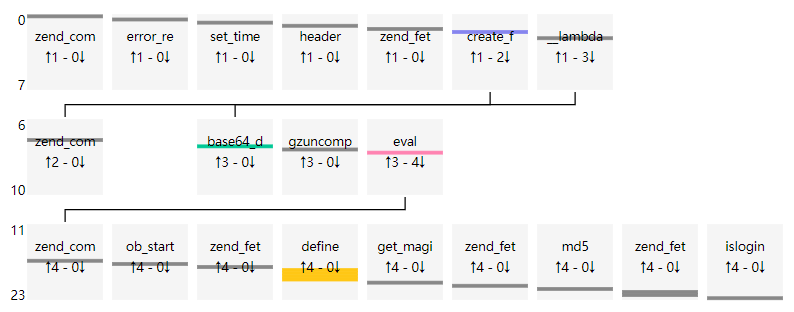 0
zend_com error_re set_time header zend_fet create_f __lambda
↑1 - 0↓ ↑1 - 0↓ ↑1 - 0↓ ↑1 - 0↓ ↑1 - 0↓ ↑1 - 2↓ ↑1 - 3↓
7
6
zend_com base64_d gzuncomp eval
↑2 - 0↓ ↑3 - 0↓ ↑3 - 0↓ ↑3 - 4↓
10
11
zend_com ob_start zend_fet define get_magi zend_fet md5 zend_fet islogin
↑4 - 0↓ ↑4 - 0↓ ↑4 - 0↓ ↑4 - 0↓ ↑4 - 0↓ ↑4 - 0↓ ↑4 - 0↓ ↑4 - 0↓ ↑4 - 0↓
23